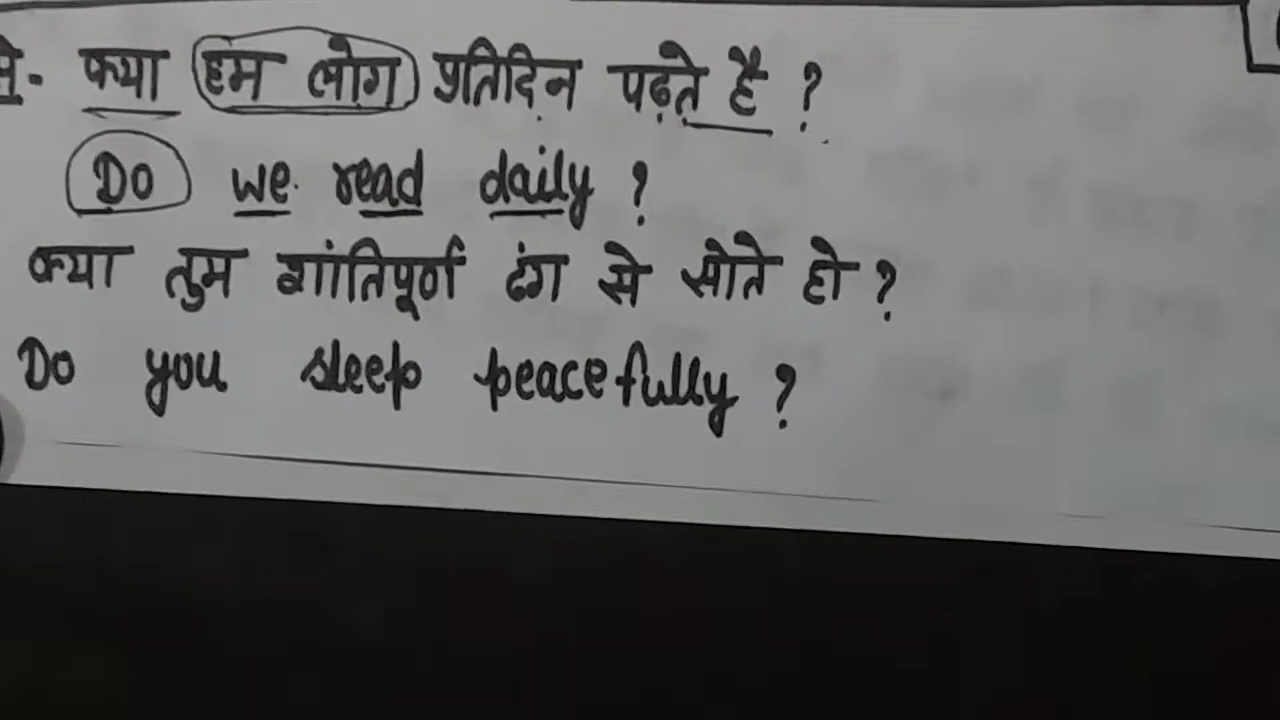 क्या हम लोग प्रतिदिन पढ़ते है ?
Do we read daily ?
क्या तुम शांतिपूर्ण ढंग से सोते हो ?
Do you sleep peacefully ?